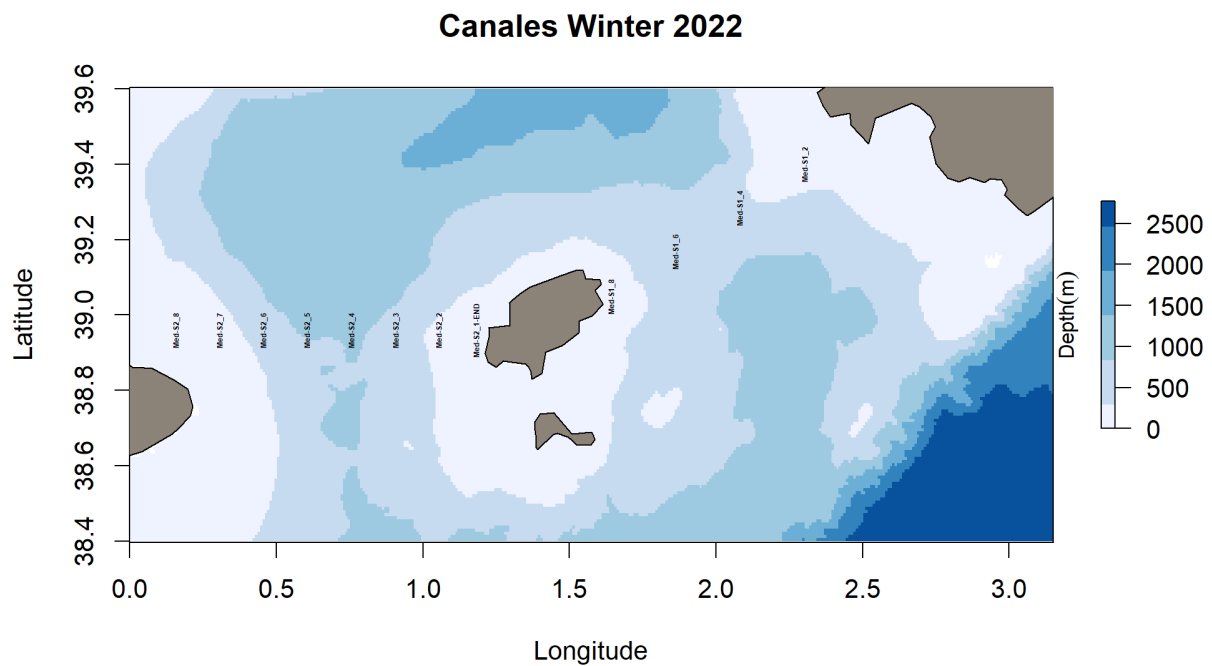 Canales Winter 2022
Latitude
39.6
39.4
39.2
39.0
38.8
38.6
38.4
Med-S2_8
Med-S2_7
Med-S2_6
Med-S2_5
Med-S2_4
Med-S2_3
Med-S2_2
Med-S2_1-END
Med-S1_8
Med-S1_6
Med-S1_4
Med-S1_2
Depth(m)
2500
2000
1500
1000
500
0
0.0 0.5 1.0 1.5 2.0 2.5 3.0
Longitude